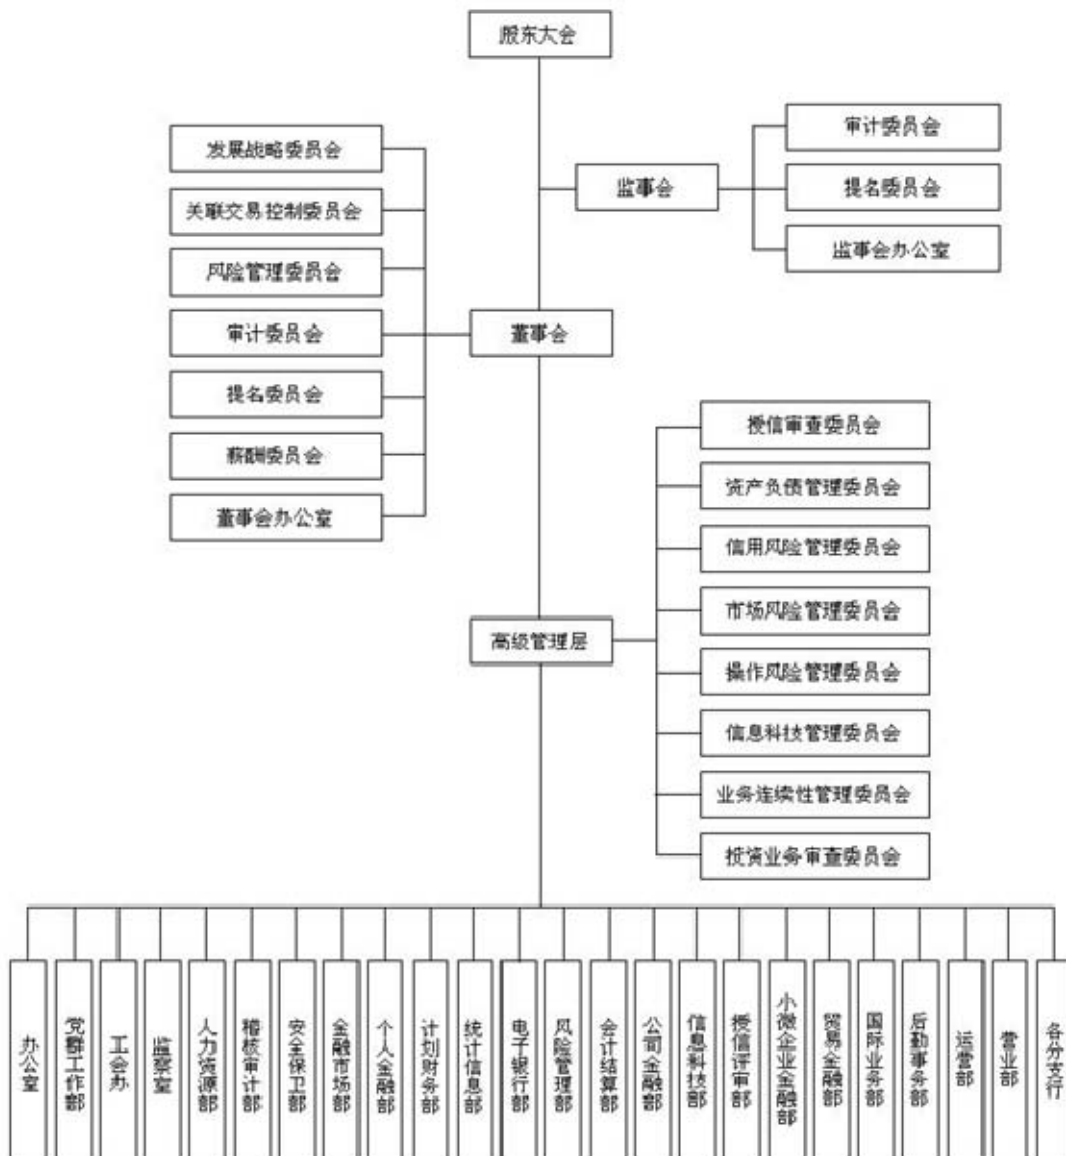 股东大会
审计委员会
监事会
提名委员会
监事会办公室
发展战略委员会
关联交易控制委员会
风险管理委员会
审计委员会
提名委员会
薪酬委员会
董事会办公室
董事会
授信审查委员会
资产负债管理委员会
信用风险管理委员会
市场风险管理委员会
操作风险管理委员会
信息科技管理委员会
业务连续性管理委员会
投资业务审查委员会
高级管理层
办公室
党群工作部
工会办
监察室
人力资源部
稽核审计部
安全保卫部
金融市场部
个人金融部
计划财务部
统计信息部
电子银行部
风险管理部
会计结算部
公司金融部
信息科技部
授信评审部
小微企业金融部
贸易金融部
国际业务部
后勤事务部
运营部
营业部
各分支行